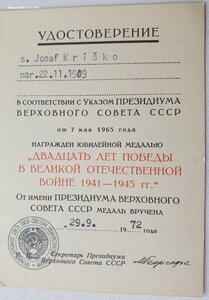 УДОСТОВЕРЕНИЕ
s. Josef Kriško
nar. 22.11.1909
В СООТВЕТСТВИИ С УКАЗОМ ПРЕЗИДИУМА
ВЕРХОВНОГО СОВЕТА СССР
от 7 мая 1965 года
НАГРАЖДЕН ЮБИЛЕЙНОЙ МЕДАЛЬЮ
„ДВАДЦАТЬ ЛЕТ ПОБЕДЫ
В ВЕЛИКОЙ ОТЕЧЕСТВЕННОЙ
ВОЙНЕ 1941—1945 гг.“
От имени ПРЕЗИДИУМА ВЕРХОВНОГО
СОВЕТА СССР МЕДАЛЬ ВРУЧЕНА
29.9. 1972 года
Секретарь Президиума
Верховного Совета СССР